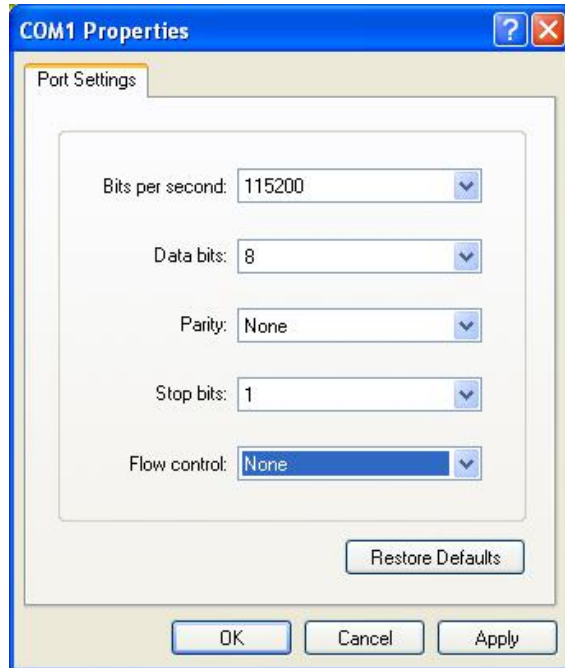 COM1 Properties
Port Settings
Bits per second: 115200
Data bits: 8
Parity: None
Stop bits: 1
Flow control: None
Restore Defaults
OK Cancel Apply